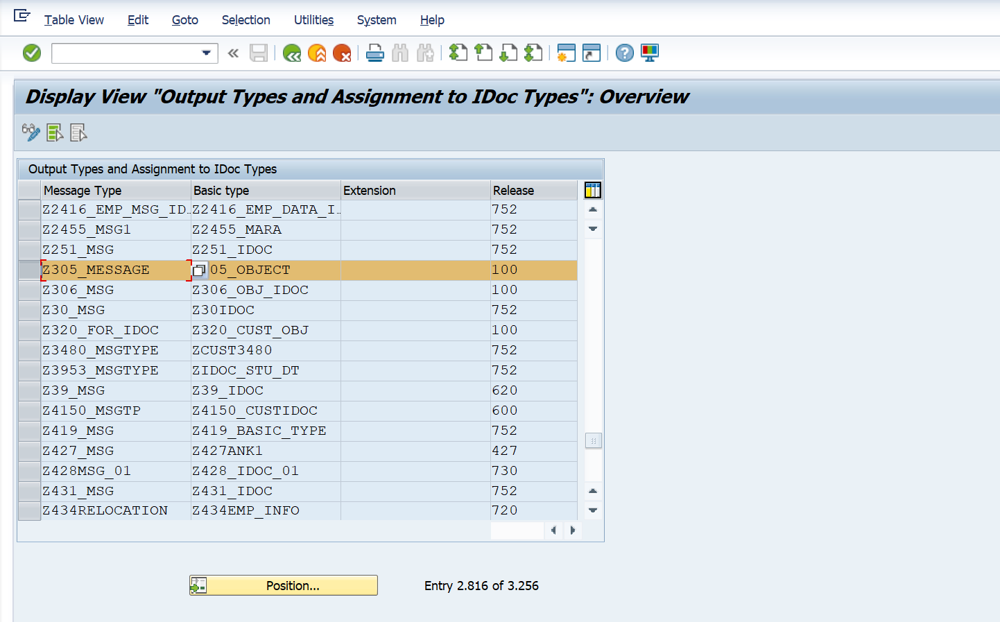 Table View Edit Goto Selection Utilities System Help
Display View "Output Types and Assignment to IDoc Types": Overview
Output Types and Assignment to IDoc Types
Message Type Basic type Extension Release
Z2416_EMP_MSG_ID… Z2416_EMP_DATA_I… 752
Z2455_MSG1 Z2455_MARA 752
Z251_MSG Z251_IDOC 752
Z305_MESSAGE 05_OBJECT 100
Z306_MSG Z306_OBJ_IDOC 100
Z30_MSG Z30IDOC 752
Z320_FOR_IDOC Z320_CUST_OBJ 100
Z3480_MSGTYPE ZCUST3480 752
Z3953_MSGTYPE ZIDOC_STU_DT 752
Z39_MSG Z39_IDOC 620
Z4150_MSGTP Z4150_CUSTIDOC 600
Z419_MSG Z419_BASIC_TYPE 752
Z427_MSG Z427ANK1 427
Z428MSG_01 Z428_IDOC_01 730
Z431_MSG Z431_IDOC 752
Z434RELOCATION Z434EMP_INFO 720
Position... Entry 2.816 of 3.256